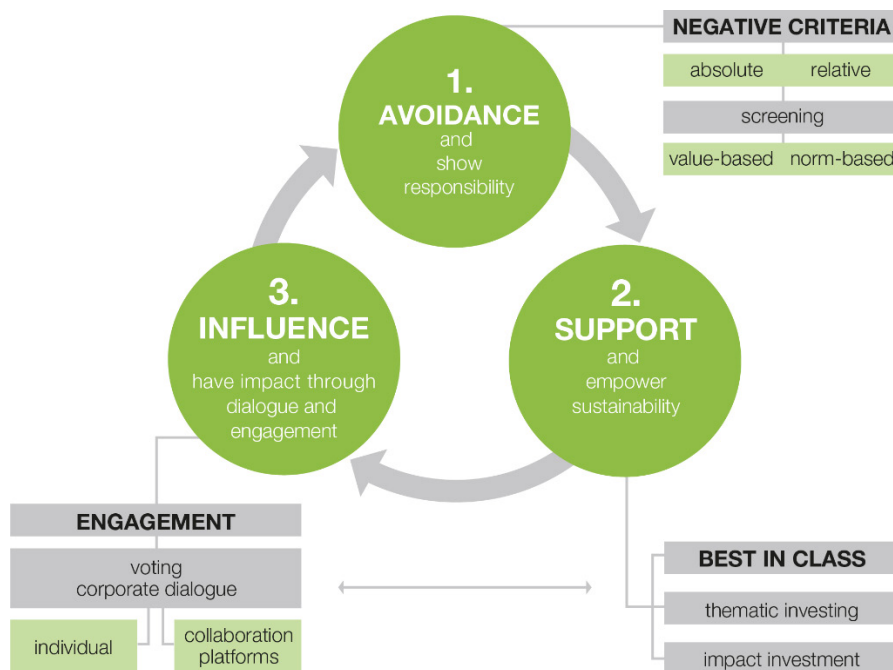 1.
AVOIDANCE
and
show
responsibility
NEGATIVE CRITERIA
absolute
relative
screening
value-based
norm-based
2.
SUPPORT
and
empower
sustainability
3.
INFLUENCE
and
have impact through
dialogue and
engagement
ENGAGEMENT
voting
corporate dialogue
individual
collaboration
platforms
BEST IN CLASS
thematic investing
impact investment